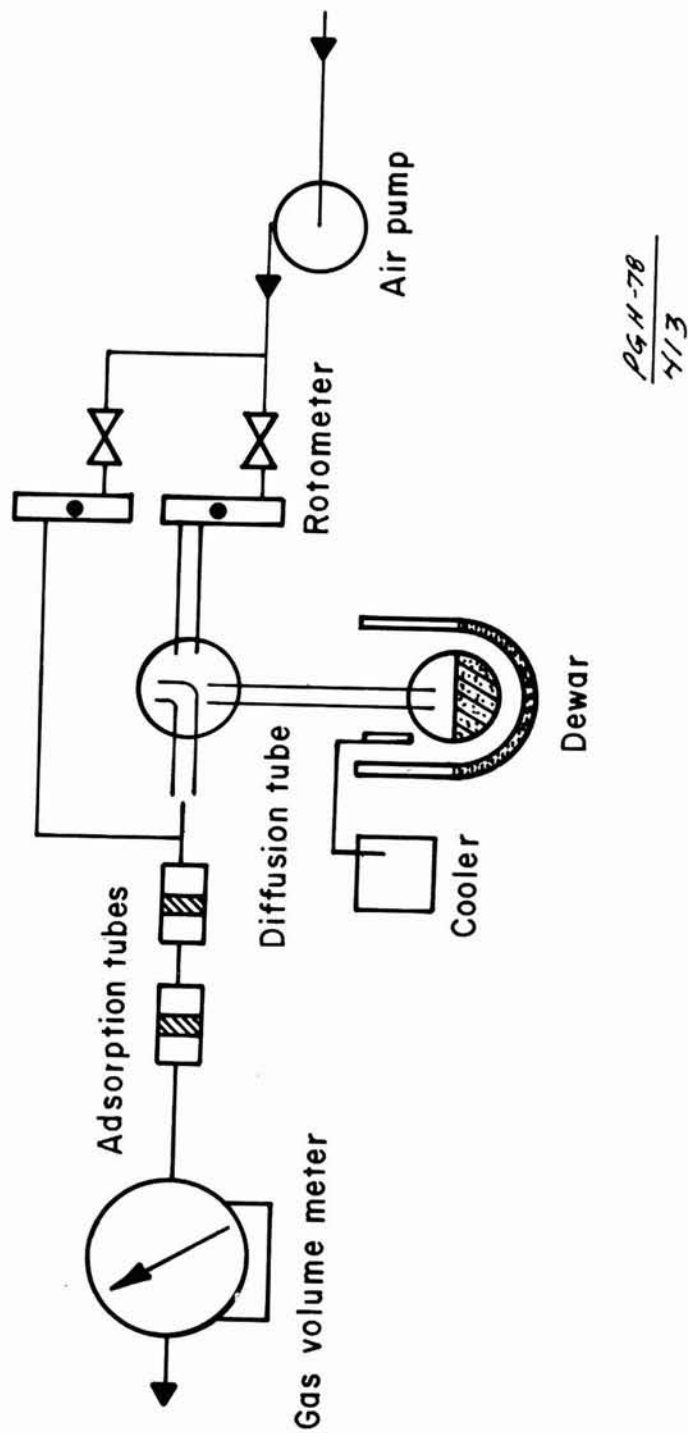 Gas volume meter
Adsorption tubes
Diffusion tube
Cooler
Dewar
Rotometer
Air pump
PGH-78
413